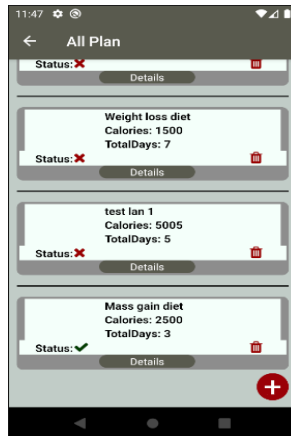 11:47
All Plan
Status:
Details
Weight loss diet
Calories: 1500
TotalDays: 7
Status:
Details
test lan 1
Calories: 5005
TotalDays: 5
Status:
Details
Mass gain diet
Calories: 2500
TotalDays: 3
Status:
Details